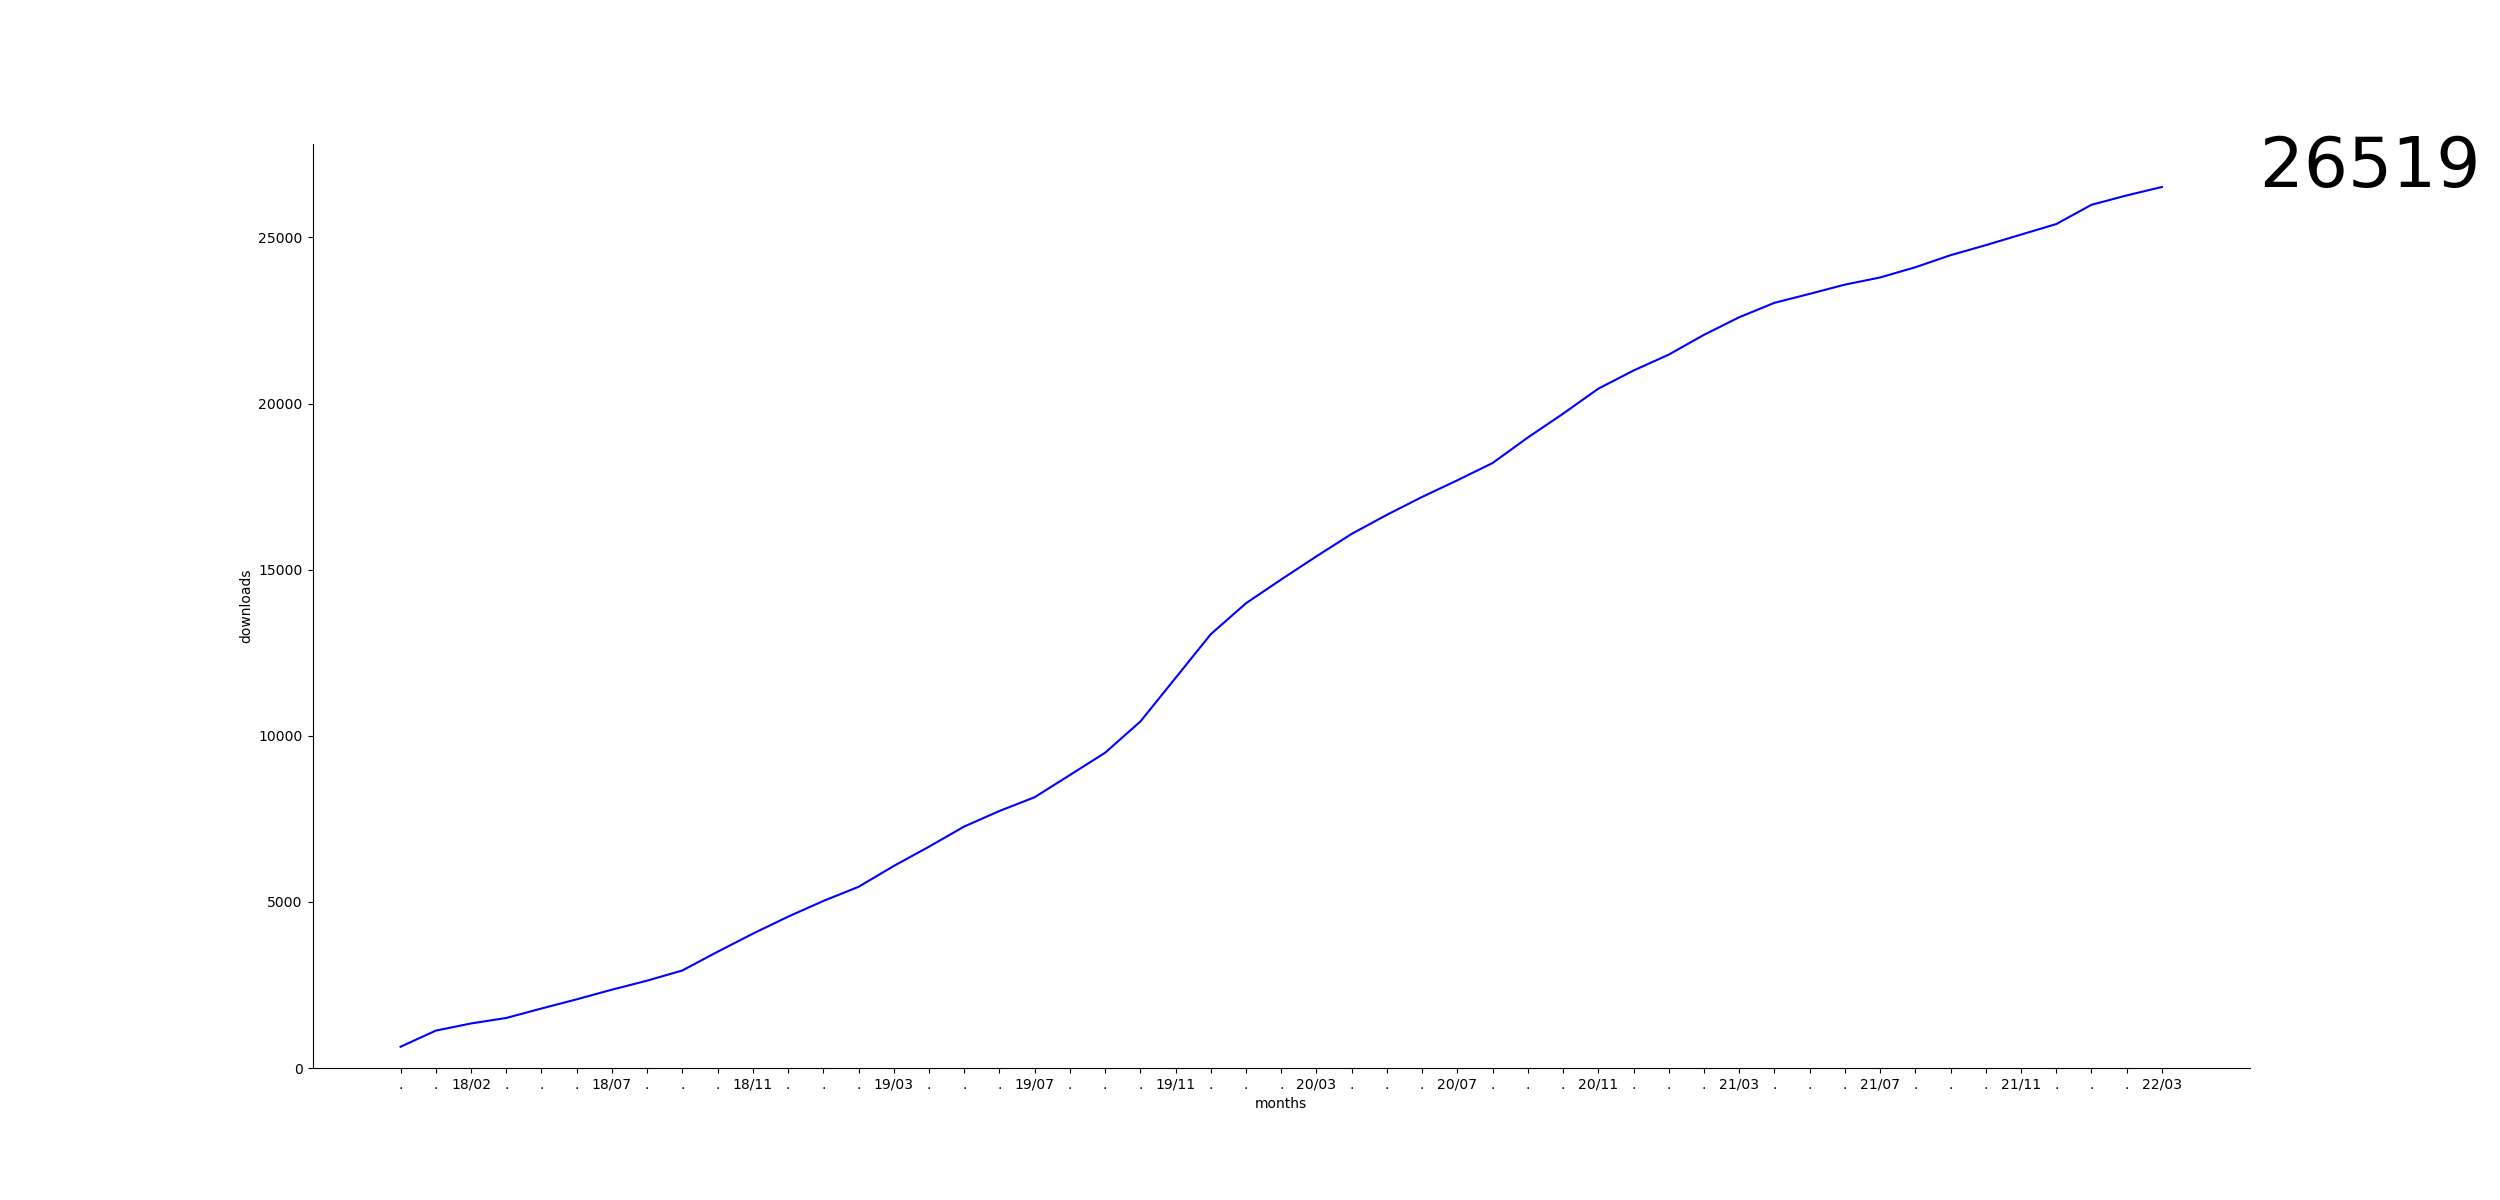 26519
25000
20000
15000
10000
5000
0
downloads
. . 18/02 . . . 18/07 . . . 18/11 . . . 19/03 . . . 19/07 . . . 19/11 . . . 20/03 . . . 20/07 . . . 20/11 . . . 21/03 . . . 21/07 . . . 21/11 . . . 22/03
months